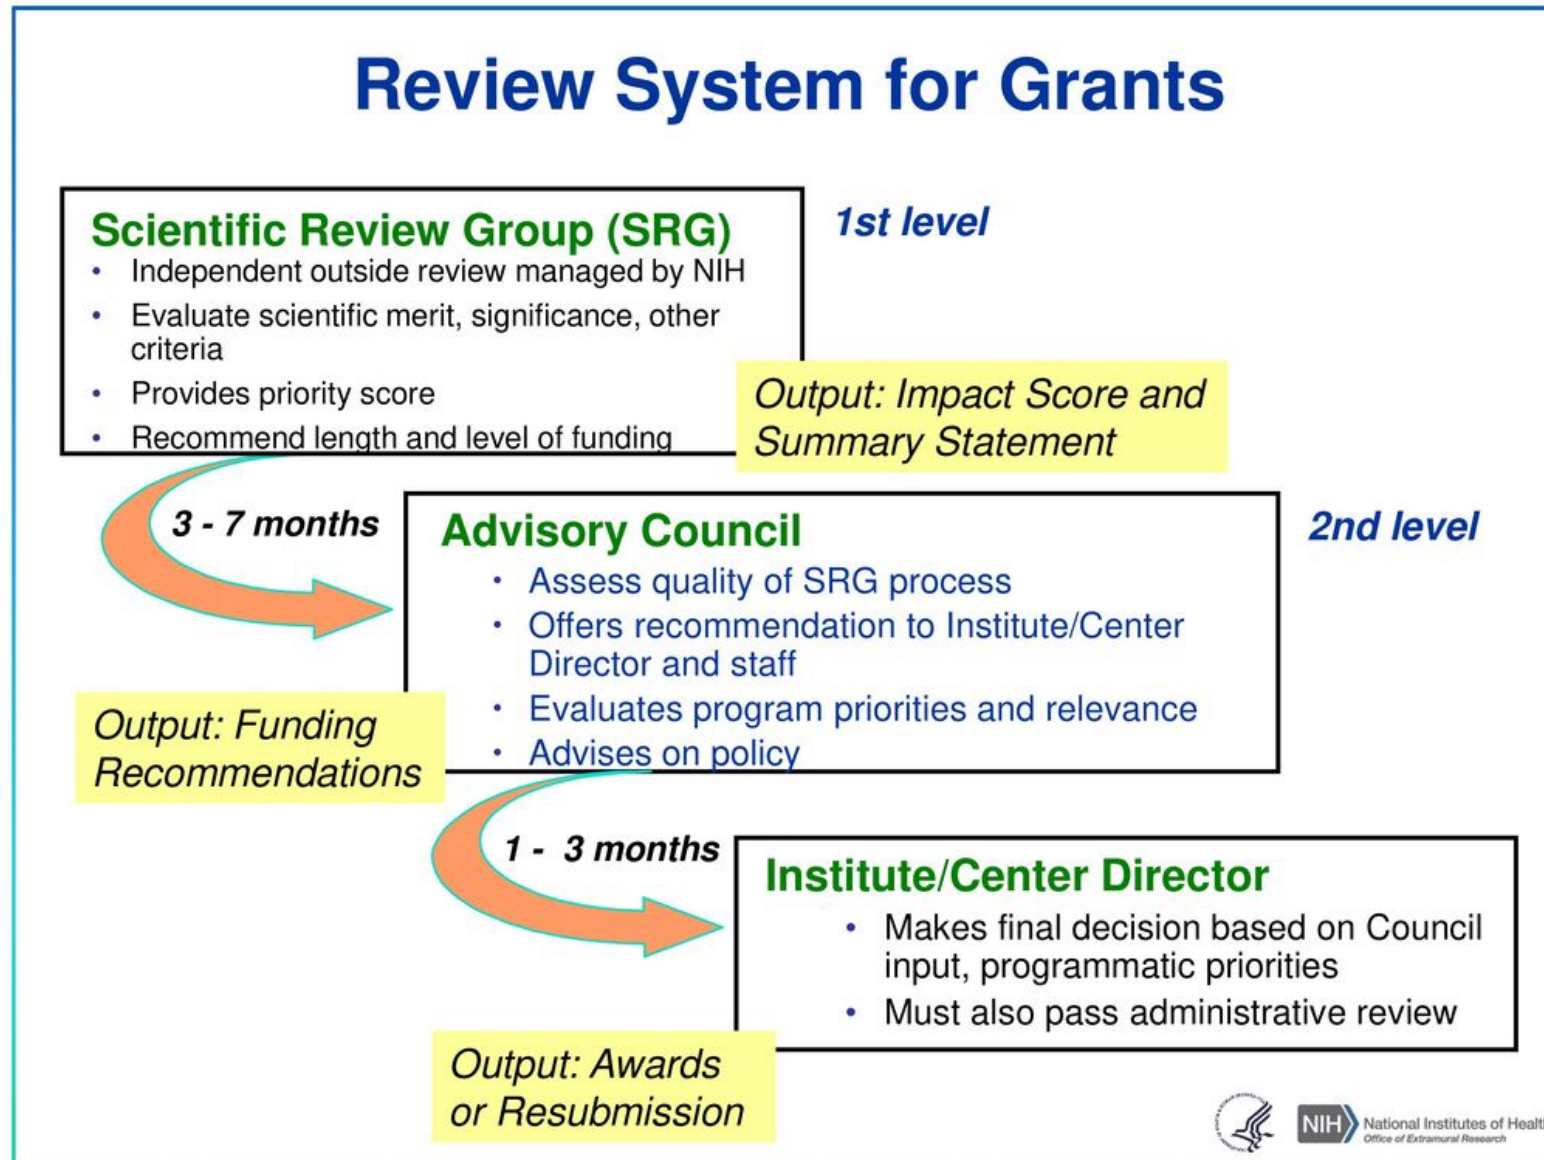 Review System for Grants
Scientific Review Group (SRG)
1st level
• Independent outside review managed by NIH
• Evaluate scientific merit, significance, other
criteria
• Provides priority score
• Recommend length and level of funding
Output: Impact Score and
Summary Statement
3 - 7 months
Advisory Council
2nd level
• Assess quality of SRG process
• Offers recommendation to Institute/Center
Director and staff
• Evaluates program priorities and relevance
• Advises on policy
Output: Funding
Recommendations
1 - 3 months
Institute/Center Director
• Makes final decision based on Council
input, programmatic priorities
• Must also pass administrative review
Output: Awards
or Resubmission
NIH
National Institutes of Health
Office of Extramural Research